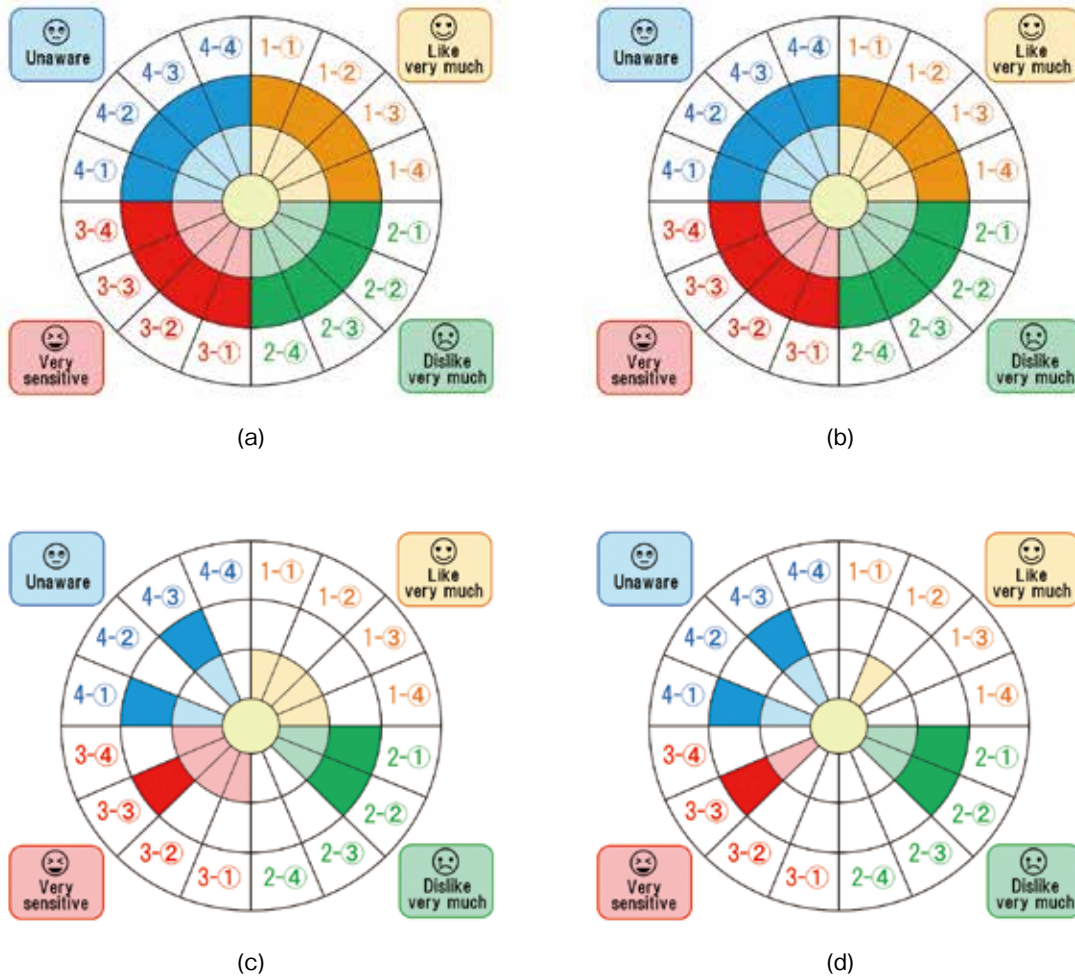 Unaware
Like
very much
4-④
1-①
4-③
1-②
4-②
1-③
4-①
1-④
3-④
2-①
3-③
2-②
3-②
2-③
3-①
2-④
Very
sensitive
Dislike
very much
(a)
Unaware
Like
very much
4-④
1-①
4-③
1-②
4-②
1-③
4-①
1-④
3-④
2-①
3-③
2-②
3-②
2-③
3-①
2-④
Very
sensitive
Dislike
very much
(b)
Unaware
Like
very much
4-④
1-①
4-③
1-②
4-②
1-③
4-①
1-④
3-④
2-①
3-③
2-②
3-②
2-③
3-①
2-④
Very
sensitive
Dislike
very much
(c)
Unaware
Like
very much
4-④
1-①
4-③
1-②
4-②
1-③
4-①
1-④
3-④
2-①
3-③
2-②
3-②
2-③
3-①
2-④
Very
sensitive
Dislike
very much
(d)